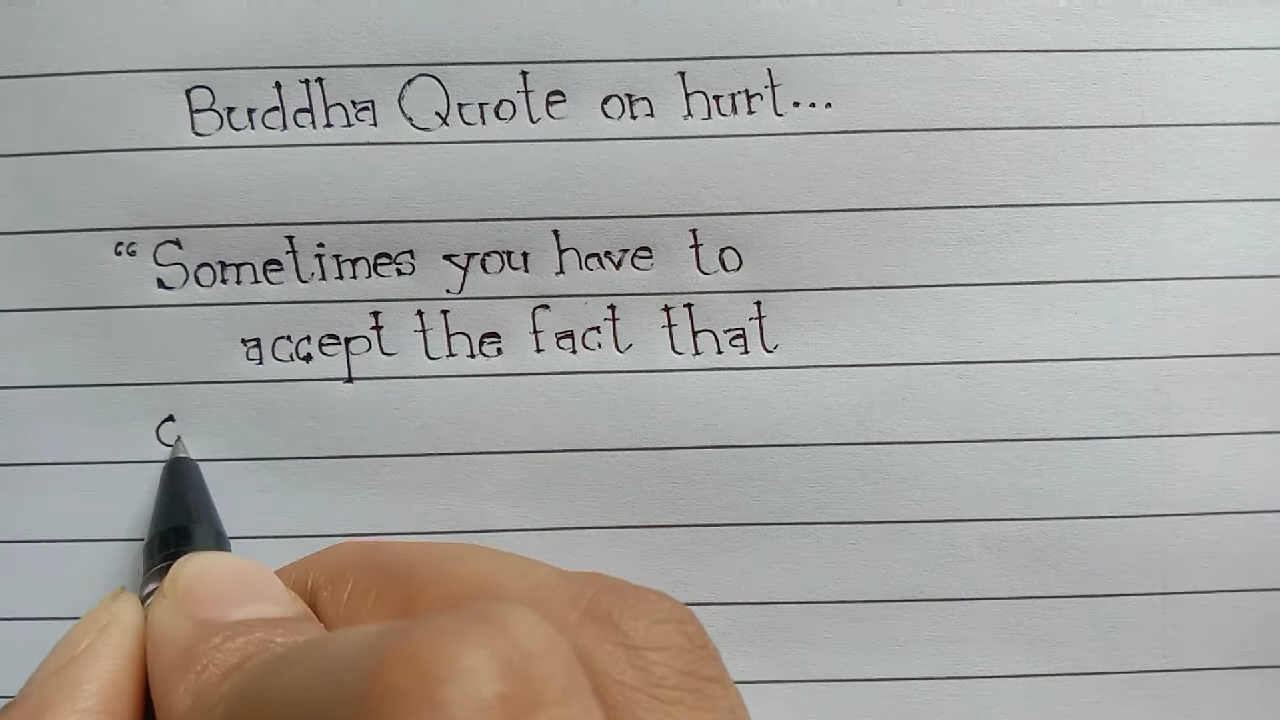 Buddha Quote on hurt...
“Sometimes you have to
accept the fact that
c